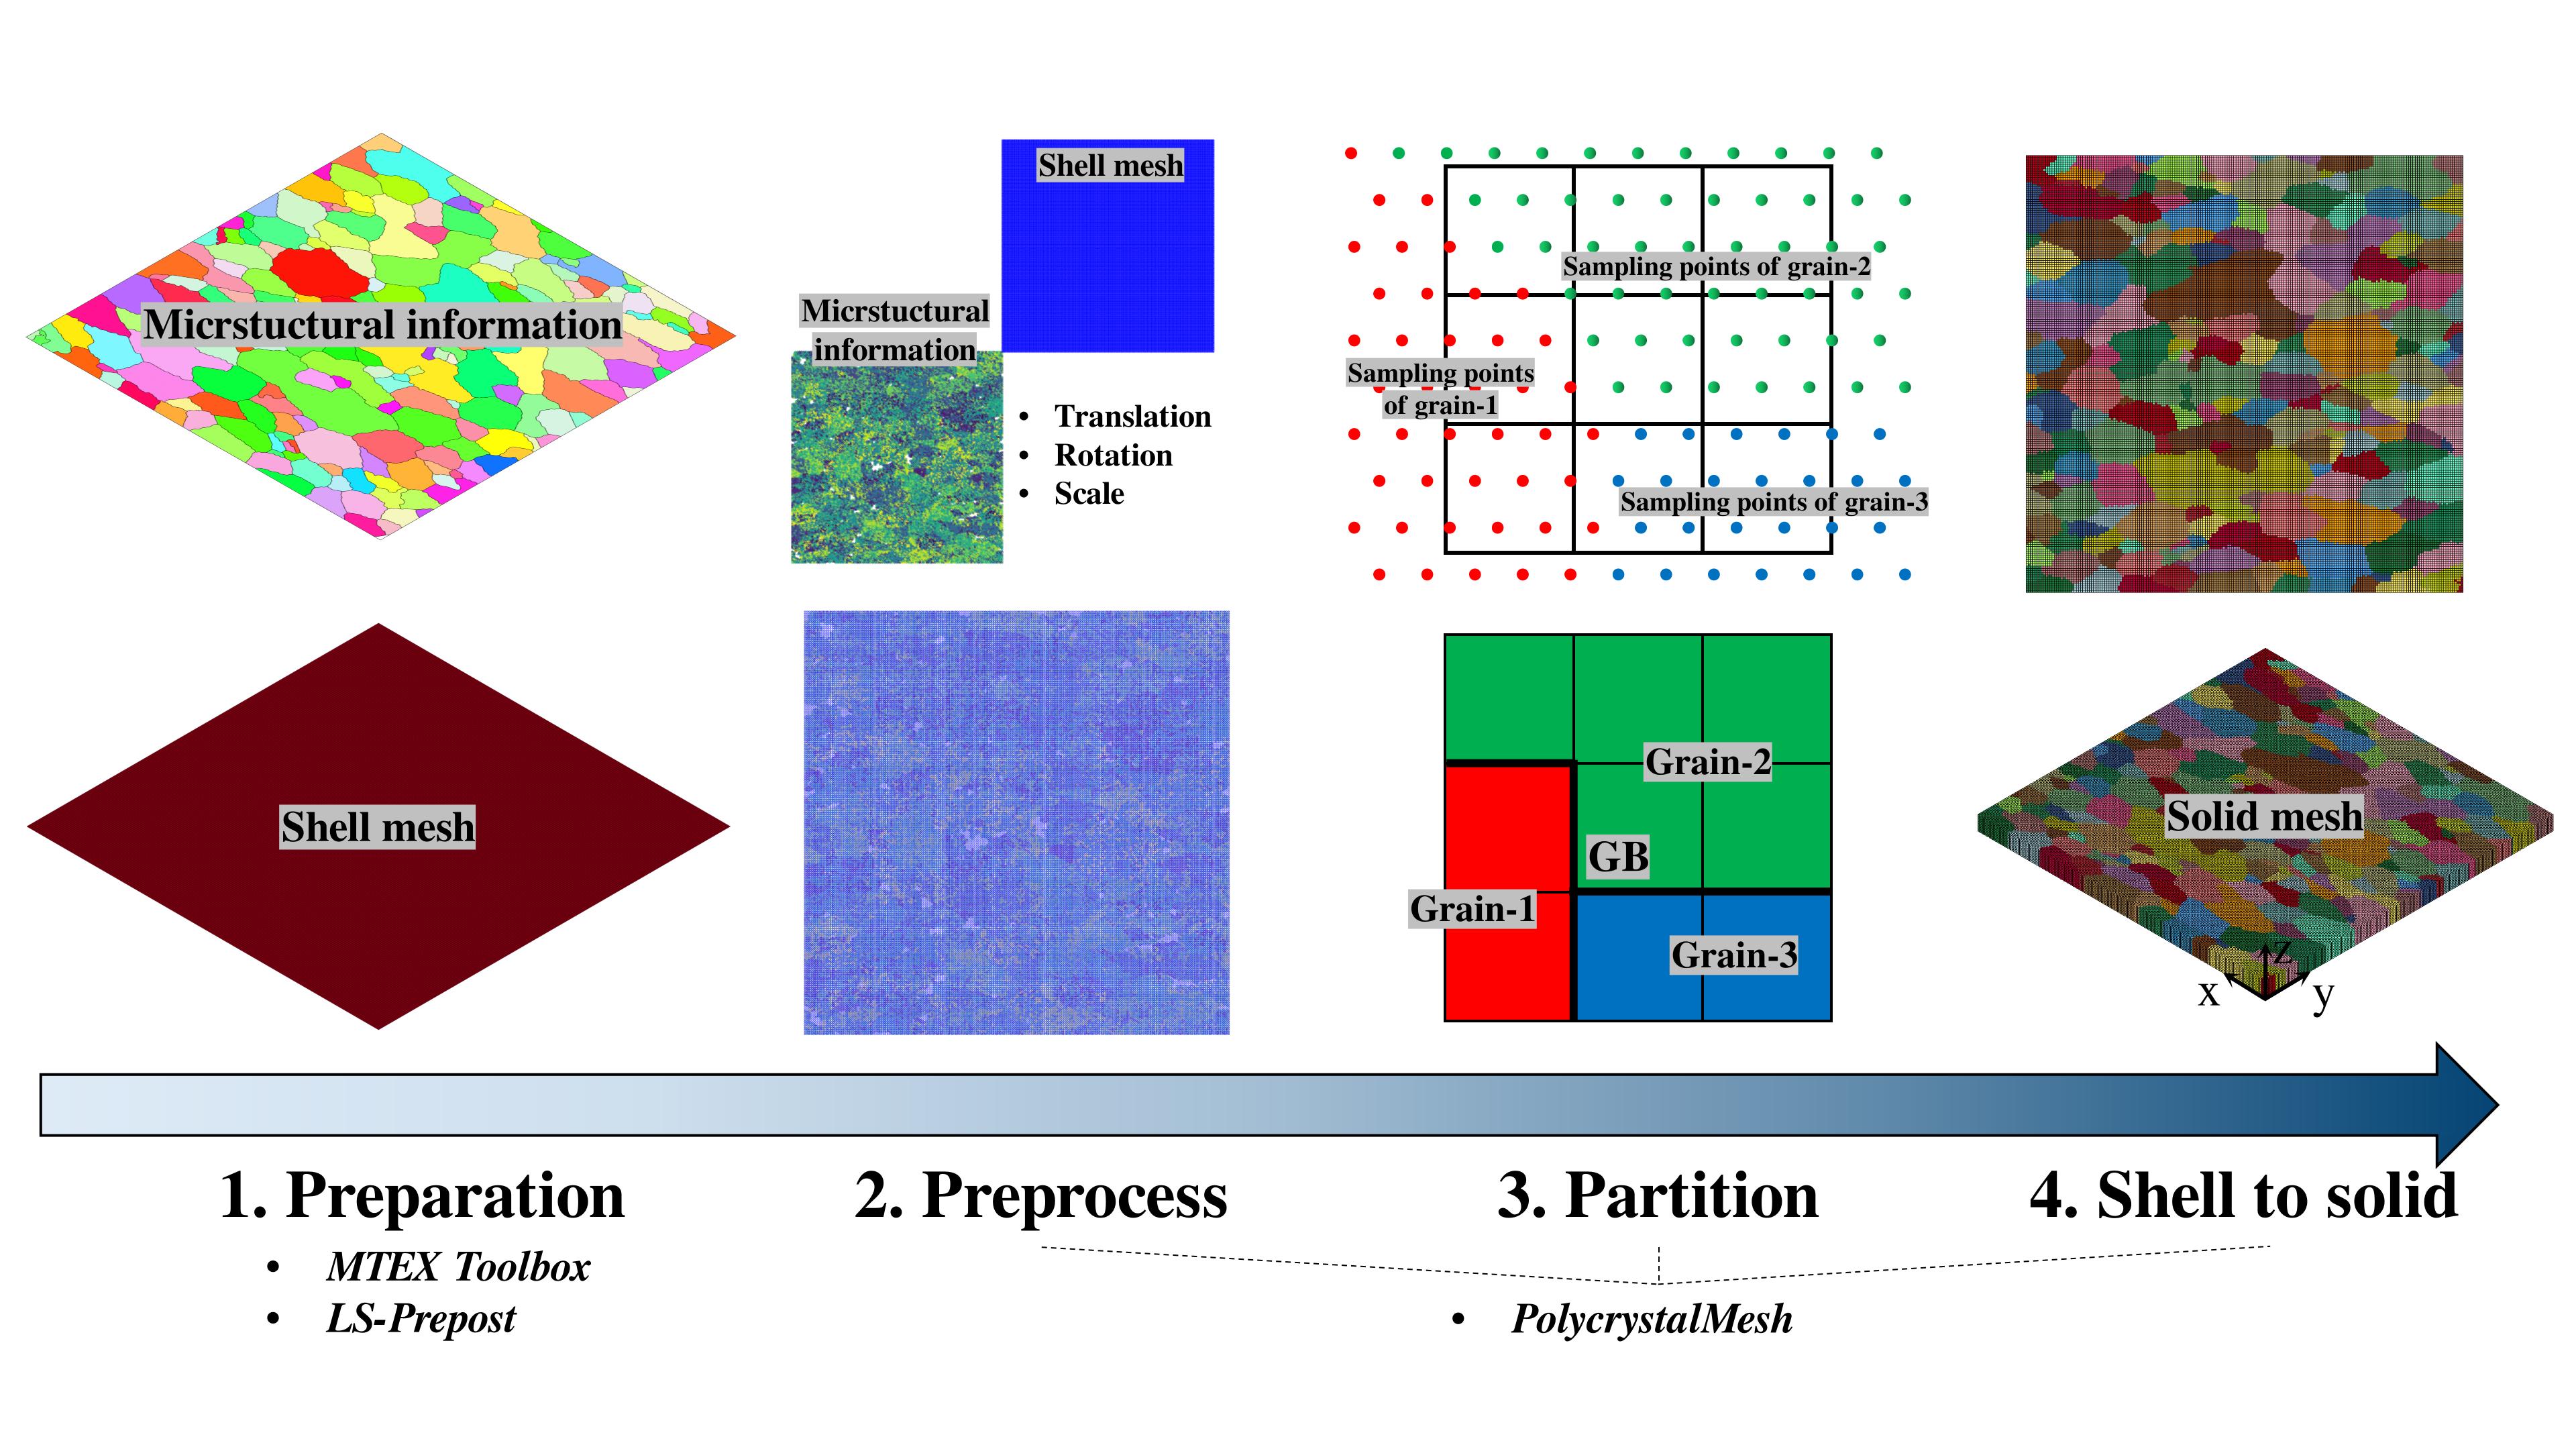 Micrstuctural information
Shell mesh
Shell mesh
Micrstuctural
information
• Translation
• Rotation
• Scale
Sampling points of grain-2
Sampling points
of grain-1
Sampling points of grain-3
Grain-2
GB
Grain-1
Grain-3
Solid mesh
z
x
y
1. Preparation
• MTEX Toolbox
• LS-Prepost
2. Preprocess
3. Partition
4. Shell to solid
• PolycrystalMesh